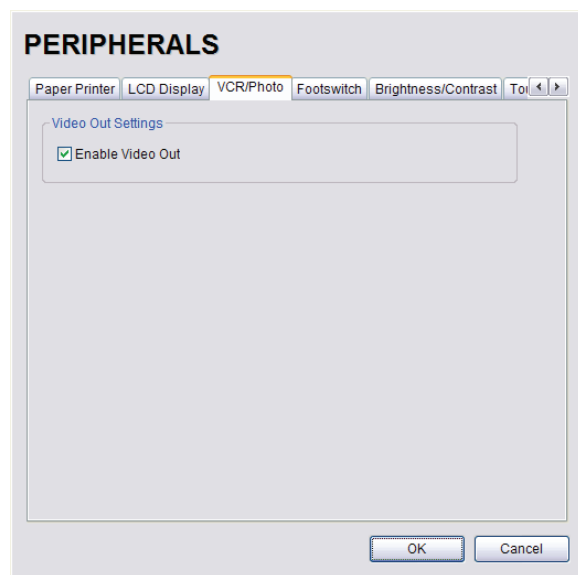 PERIPHERALS
Paper Printer LCD Display VCR/Photo Footswitch Brightness/Contrast
Video Out Settings
Enable Video Out
OK Cancel